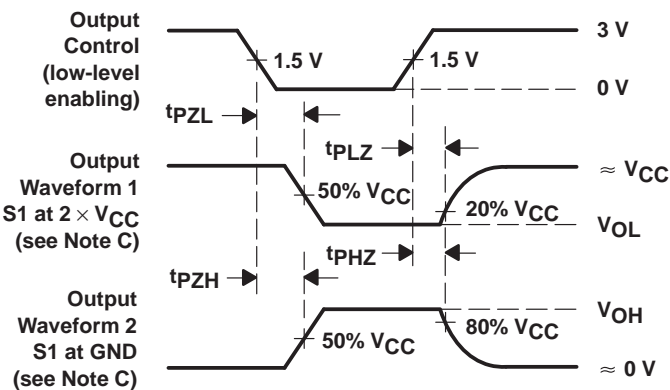 Output
Control
(low-level
enabling)
1.5 V
1.5 V
3 V
0 V
tPZL
tPLZ
Output
Waveform 1
S1 at 2 × VCC
(see Note C)
50% VCC
20% VCC
≈ VCC
VOL
tPZH
tPHZ
Output
Waveform 2
S1 at GND
(see Note C)
50% VCC
80% VCC
VOH
≈ 0 V